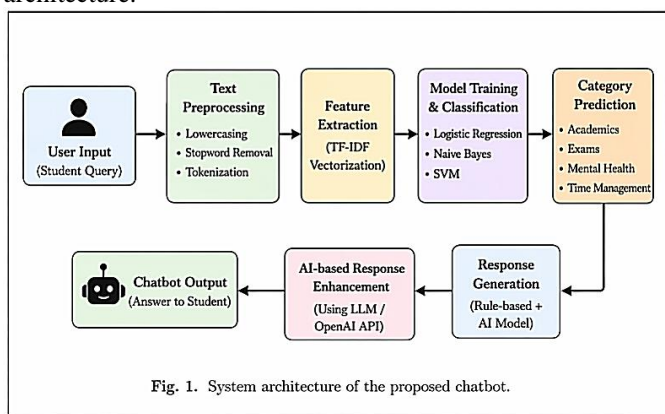 architecture.
Text
Preprocessing
• Lowercasing
• Stopword Removal
• Tokenization
Feature
Extraction
(TF-IDF
Vectorization)
Model Training
& Classification
• Logistic Regression
• Naive Bayes
• SVM
Category
Prediction
• Academics
• Exams
• Mental Health
• Time Management
User Input
(Student Query)
Chatbot Output
(Answer to Student)
AI-based Response
Enhancement
(Using LLM /
OpenAI API)
Response
Generation
(Rule-based +
AI Model)
Fig. 1. System architecture of the proposed chatbot.